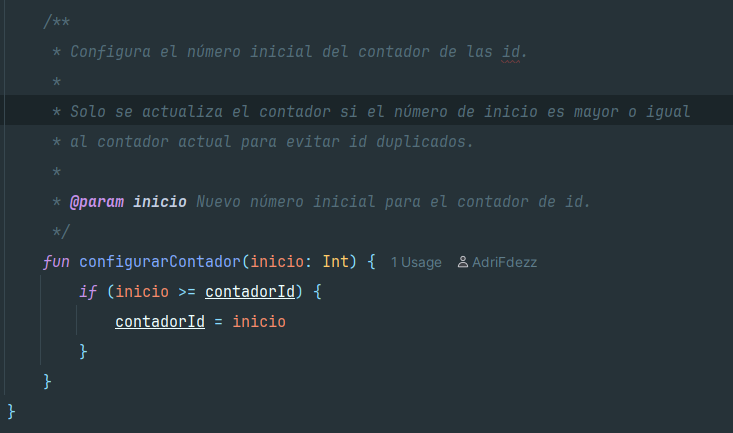 /**
* Configura el número inicial del contador de las id.
*
* Solo se actualiza el contador si el número de inicio es mayor o igual
* al contador actual para evitar id duplicados.
*
* @param inicio Nuevo número inicial para el contador de id.
*/
fun configurarContador(inicio: Int) { 1 Usage AdriFdezz
if (inicio >= contadorId) {
contadorId = inicio
}
}
}